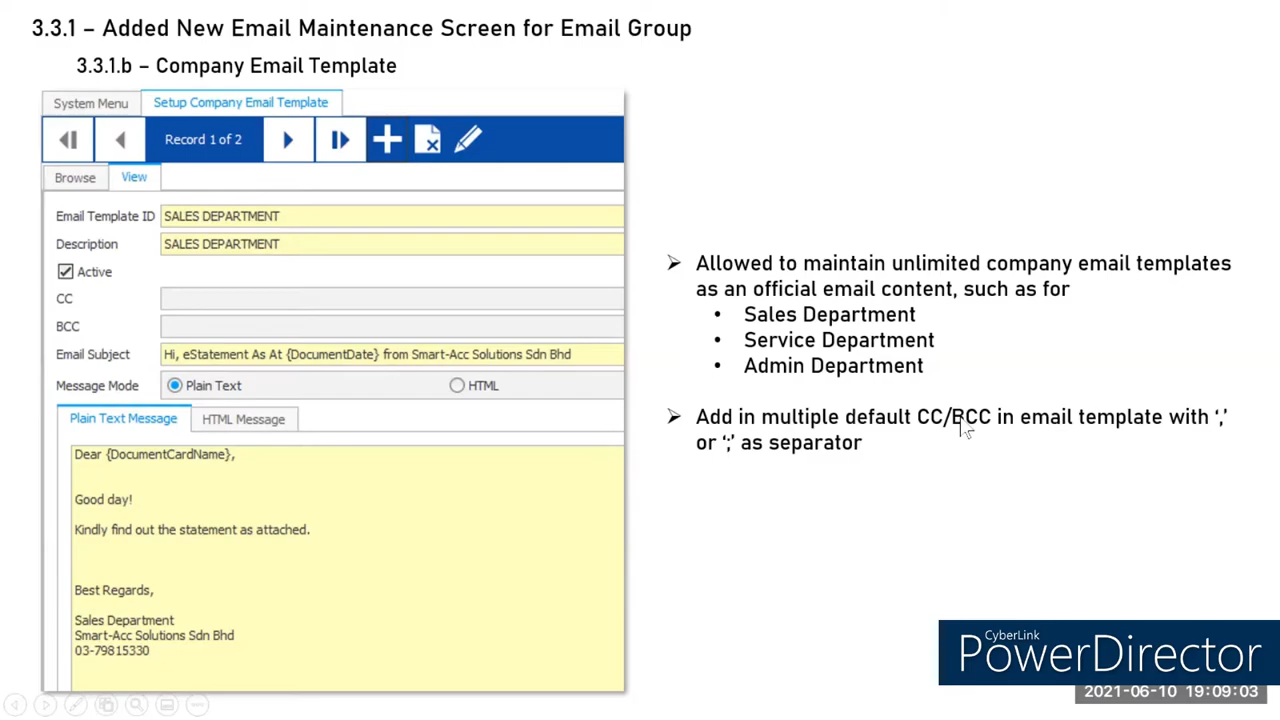 3.3.1 – Added New Email Maintenance Screen for Email Group
3.3.1.b – Company Email Template
System Menu
Setup Company Email Template
Record 1 of 2
Browse
View
Email Template ID
SALES DEPARTMENT
Description
SALES DEPARTMENT
Active
CC
BCC
Email Subject
Hi, eStatement As At {DocumentDate} from Smart-Acc Solutions Sdn Bhd
Message Mode
Plain Text
HTML
Plain Text Message
HTML Message
Dear {DocumentCardName},
Good day!
Kindly find out the statement as attached.
Best Regards,
Sales Department
Smart-Acc Solutions Sdn Bhd
03-79815330
Allowed to maintain unlimited company email templates
as an official email content, such as for
• Sales Department
• Service Department
• Admin Department
Add in multiple default CC/BCC in email template with ‘,’
or ‘;’ as separator
CyberLink
PowerDirector
2021-06-10 19:09:03